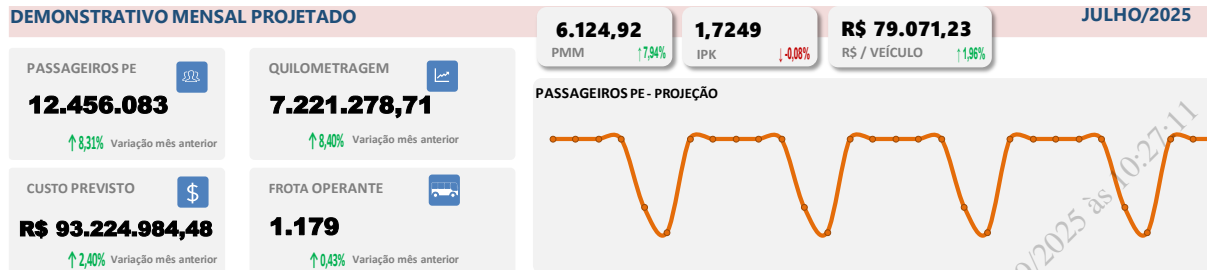 DEMONSTRATIVO MENSAL PROJETADO
JULHO/2025
6.124,92
PMM ↑7,94%
1,7249
IPK ↓-0,08%
R$ 79.071,23
R$ / VEÍCULO ↑1,96%
PASSAGEIROS PE
12.456.083
↑8,31% Variação mês anterior
QUILOMETRAGEM
7.221.278,71
↑8,40% Variação mês anterior
CUSTO PREVISTO
$
R$ 93.224.984,48
↑2,40% Variação mês anterior
FROTA OPERANTE
1.179
↑0,43% Variação mês anterior
PASSAGEIROS PE - PROJEÇÃO
/2025 às 10:27:11